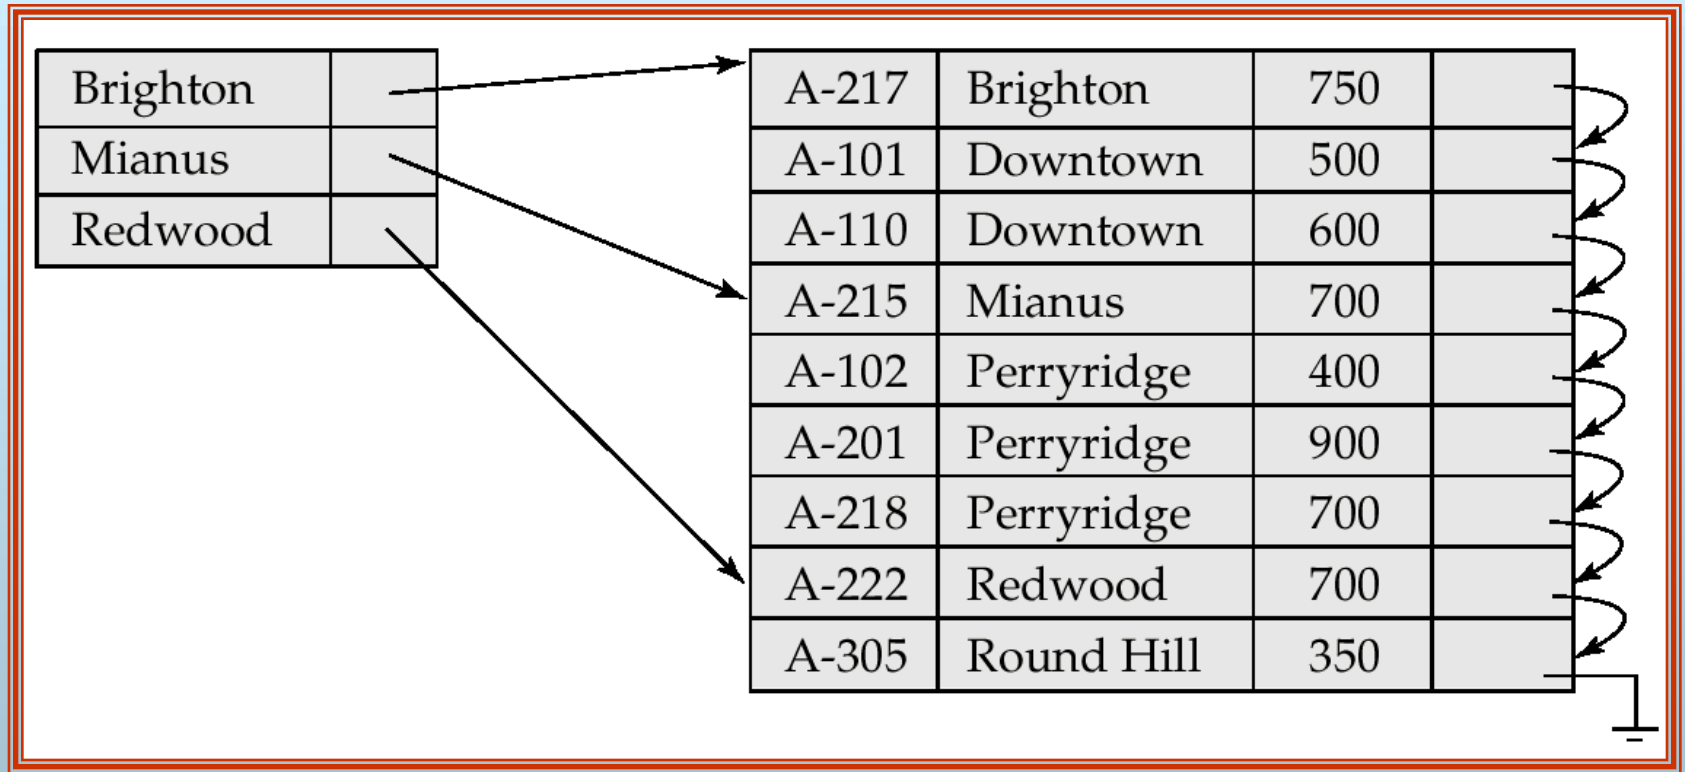 Brighton
Mianus
Redwood
A-217 Brighton 750
A-101 Downtown 500
A-110 Downtown 600
A-215 Mianus 700
A-102 Perryridge 400
A-201 Perryridge 900
A-218 Perryridge 700
A-222 Redwood 700
A-305 Round Hill 350